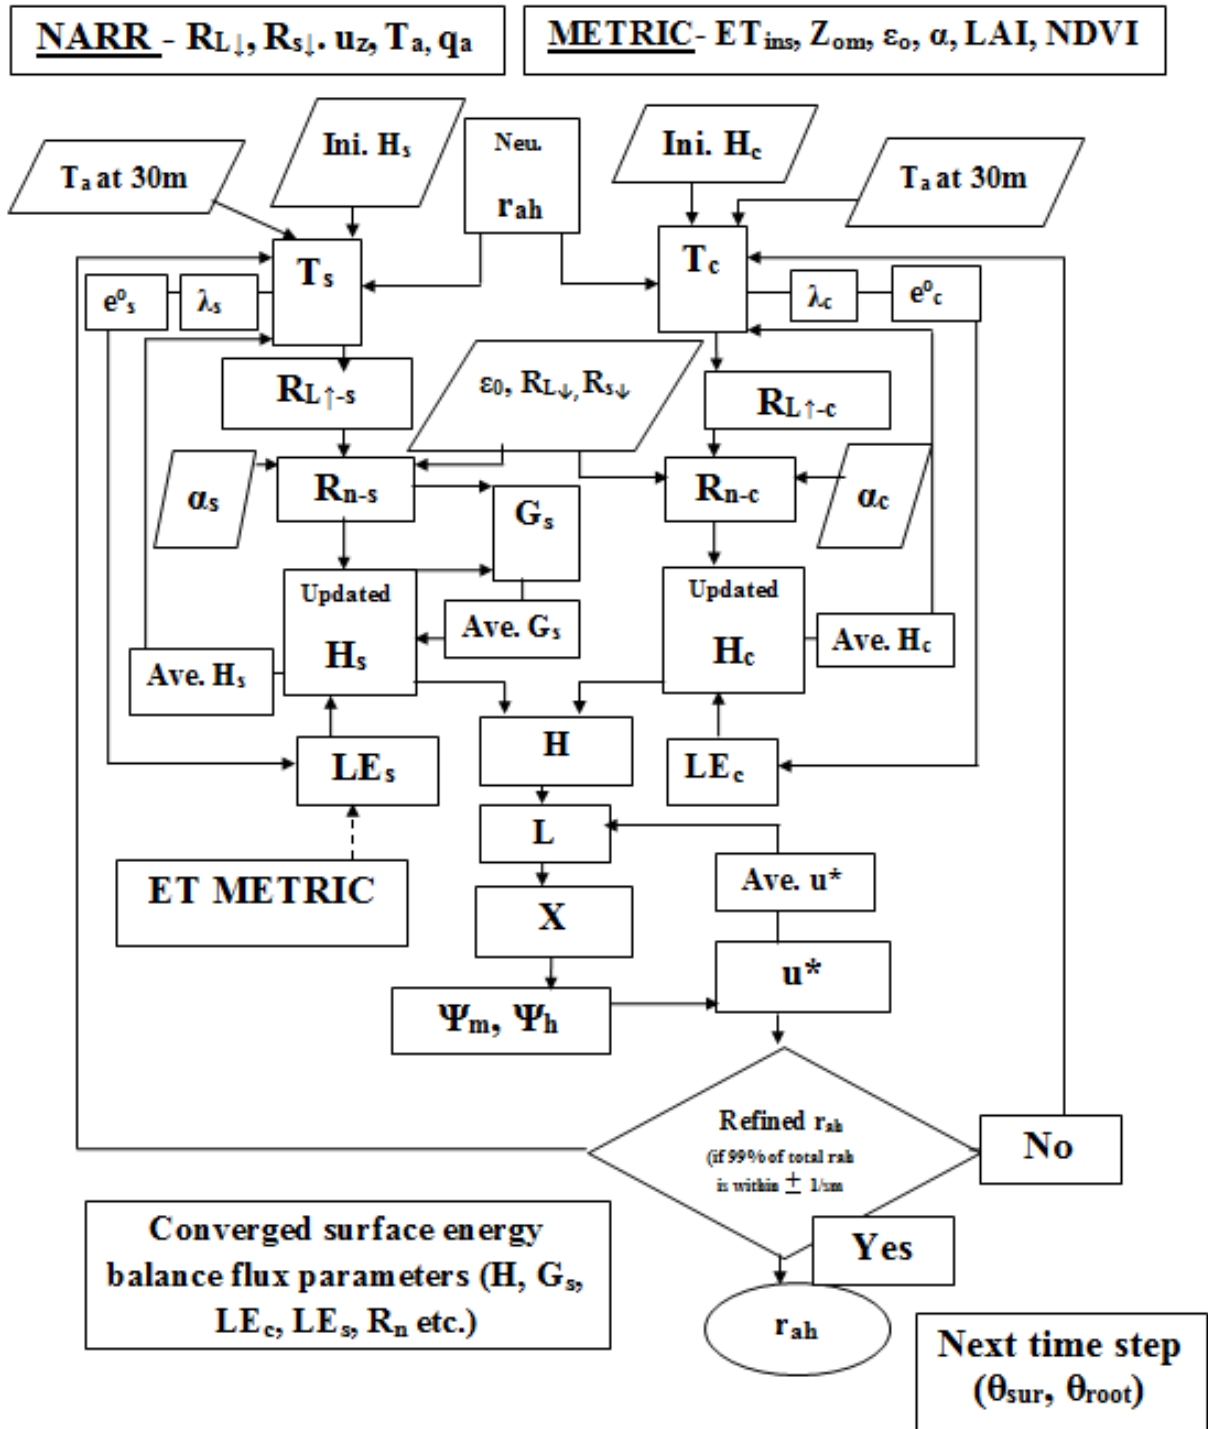 NARR - RL↓, Rs↓. uz, Ta, qa
METRIC- ETins, Zom, εo, α, LAI, NDVI
Ta at 30m
Ini. Hs
Neu.
rah
Ini. Hc
Ta at 30m
Ts
Tc
eos
λs
λc
eoc
RL↑-s
ε0, RL↓, Rs↓
RL↑-c
αs
Rn-s
Gs
Rn-c
αc
Updated
Hs
Ave. Gs
Updated
Hc
Ave. Hs
Ave. Hc
H
LEs
LEc
L
ET METRIC
Ave. u*
X
u*
Ψm, Ψh
Refined rah
(if 99% of total rah
is within ± 1/sm
No
Yes
Converged surface energy
balance flux parameters (H, Gs,
LEc, LEs, Rn etc.)
rah
Next time step
(θsur, θroot)